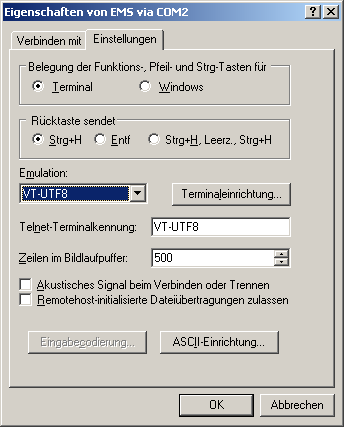 Eigenschaften von EMS via COM2
Verbinden mit
Einstellungen
Belegung der Funktions-, Pfeil- und Strg-Tasten für
Terminal
Windows
Rücktaste sendet
Strg+H
Entf
Strg+H, Leerz., Strg+H
Emulation:
VT-UTF8
Terminaleinrichtung...
Telnet-Terminalkennung:
VT-UTF8
Zeilen im Bildlaufpuffer:
500
Akustisches Signal beim Verbinden oder Trennen
Remotehost-initialisierte Dateiübertragungen zulassen
Eingabecodierung...
ASCII-Einrichtung...
OK
Abbrechen